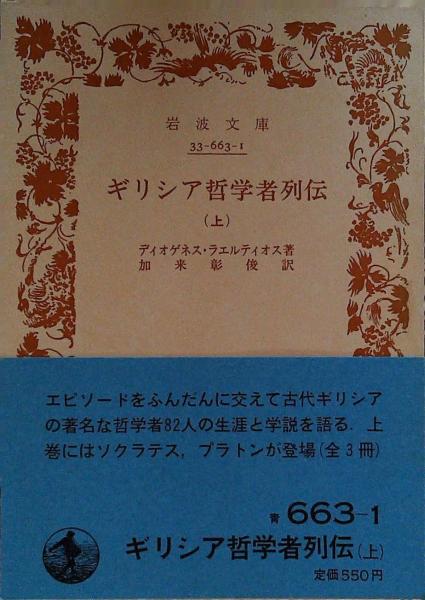 岩波文庫
33-663-1
ギリシア哲学者列伝
(上)
ディオゲネス・ラエルティオス著
加来彰俊訳
エピソードをふんだんに交えて古代ギリシア
の著名な哲学者82人の生涯と学説を語る．上
巻にはソクラテス，プラトンが登場(全3冊)
青 663-1
ギリシア哲学者列伝(上)
定価550円